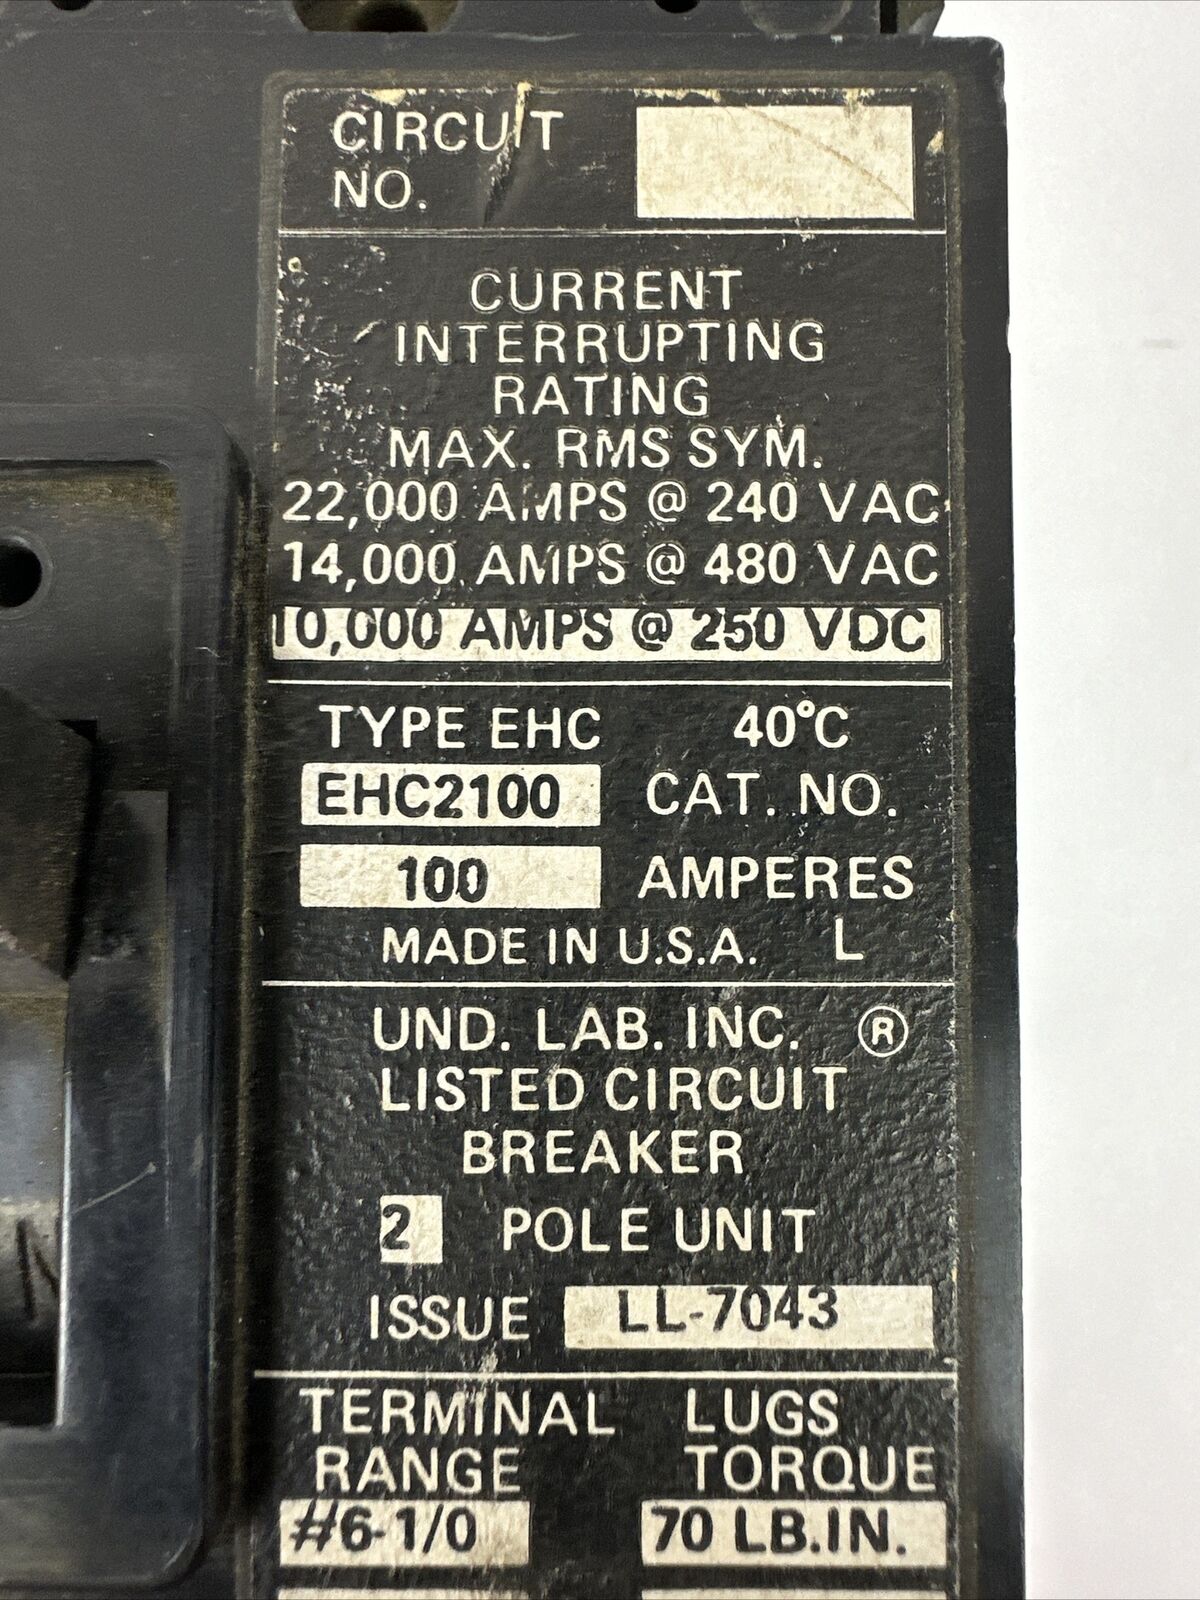 CIRCUIT
NO.
CURRENT
INTERRUPTING
RATING
MAX. RMS SYM.
22,000 AMPS @ 240 VAC
14,000 AMPS @ 480 VAC
10,000 AMPS @ 250 VDC
TYPE EHC 40°C
EHC2100 CAT. NO.
100 AMPERES
MADE IN U.S.A. L
UND. LAB. INC. ®
LISTED CIRCUIT
BREAKER
2 POLE UNIT
ISSUE LL-7043
TERMINAL LUGS
RANGE TORQUE
#6-1/0 70 LB.IN.